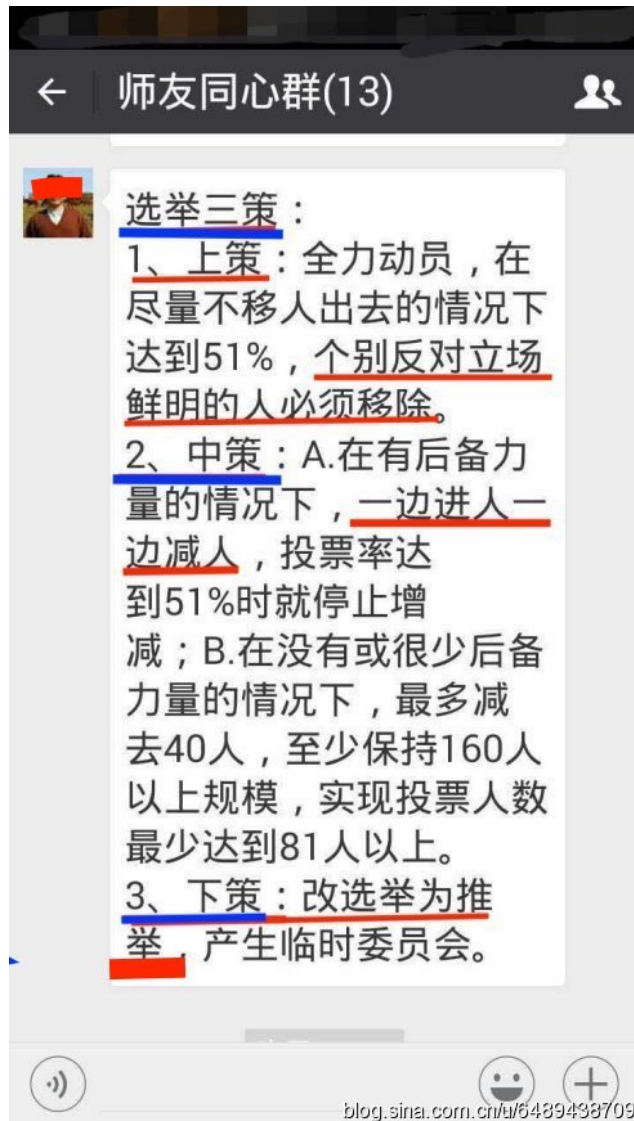 师友同心群(13)
选举三策：
1、上策：全力动员，在
尽量不移人出去的情况下
达到51%，个别反对立场
鲜明的人必须移除。
2、中策：A.在有后备力
量的情况下，一边进人一
边减人，投票率达
到51%时就停止增
减；B.在没有或很少后备
力量的情况下，最多减
去40人，至少保持160人
以上规模，实现投票人数
最少达到81人以上。
3、下策：改选举为推
举，产生临时委员会。
blog.sina.com.cn/u/6489438709